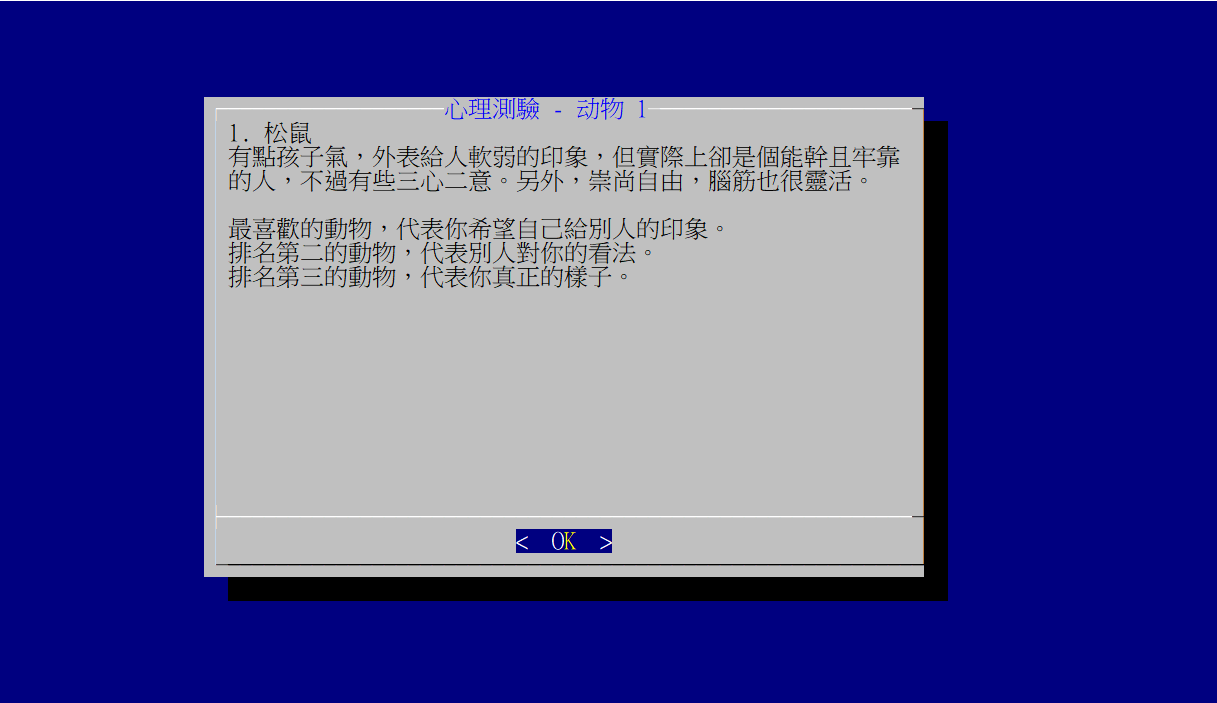 心理測驗 - 动物 1
1. 松鼠
有點孩子氣，外表給人軟弱的印象，但實際上卻是個能幹且牢靠
的人，不過有些三心二意。另外，崇尚自由，腦筋也很靈活。
最喜歡的動物，代表你希望自己給別人的印象。
排名第二的動物，代表別人對你的看法。
排名第三的動物，代表你真正的樣子。
<  OK  >